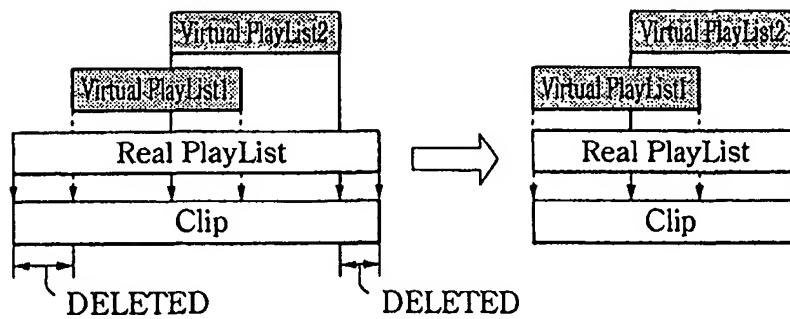 Virtual PlayList2
Virtual PlayList1
Real PlayList
Clip
DELETED
DELETED
Virtual PlayList2
Virtual PlayList1
Real PlayList
Clip